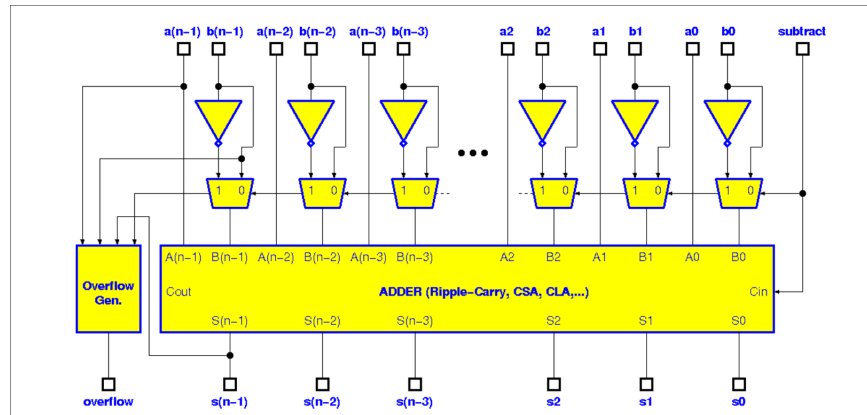 a(n-1) b(n-1) a(n-2) b(n-2) a(n-3) b(n-3) a2 b2 a1 b1 a0 b0 subtract
1 0 1 0 1 0 1 0 1 0 1 0
A(n-1) B(n-1) A(n-2) B(n-2) A(n-3) B(n-3) A2 B2 A1 B1 A0 B0
Overflow
Gen.
Cout ADDER (Ripple-Carry, CSA, CLA,...) Cin
S(n-1) S(n-2) S(n-3) S2 S1 S0
overflow s(n-1) s(n-2) s(n-3) s2 s1 s0